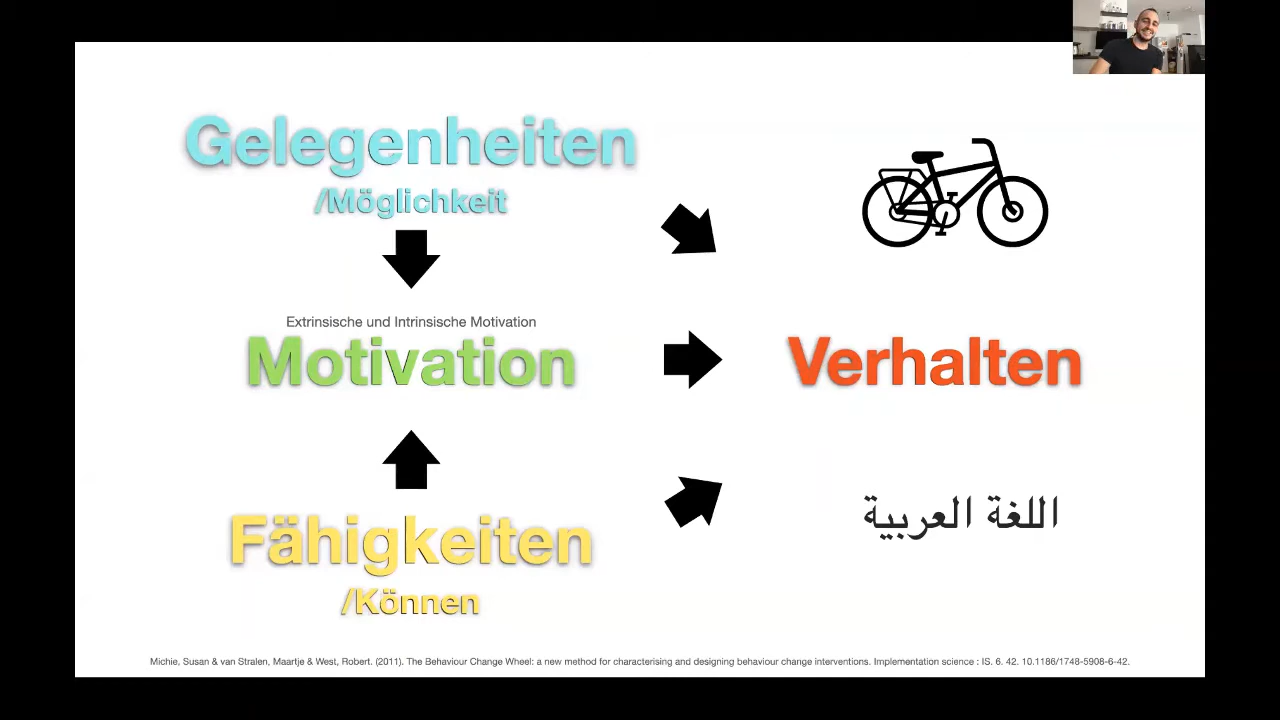 Gelegenheiten
/Möglichkeit
Extrinsische und Intrinsische Motivation
Motivation
Verhalten
Fähigkeiten
/Können
اللغة العربية
Michie, Susan & van Stralen, Maartje & West, Robert. (2011). The Behaviour Change Wheel: a new method for characterising and designing behaviour change interventions. Implementation science : IS. 6. 42. 10.1186/1748-5908-6-42.